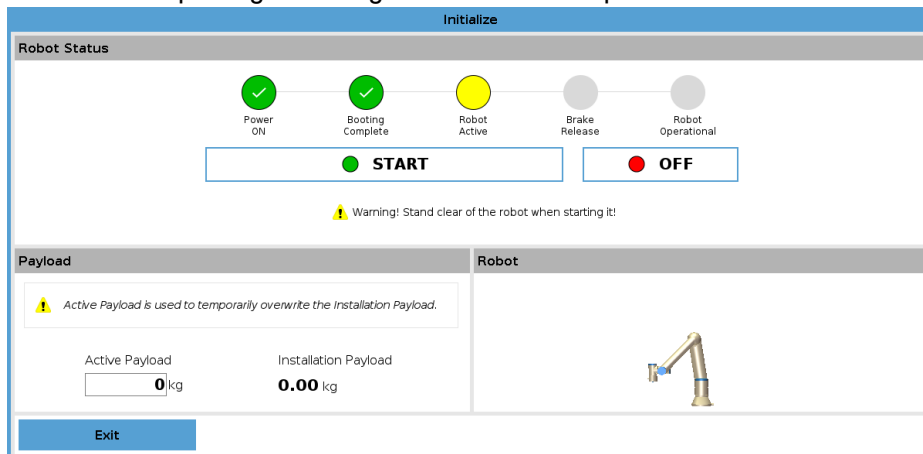 Initialize
Robot Status
Power
ON
Booting
Complete
Robot
Active
Brake
Release
Robot
Operational
START
OFF
Warning! Stand clear of the robot when starting it!
Payload
Robot
Active Payload is used to temporarily overwrite the Installation Payload.
Active Payload
Installation Payload
0 kg
0.00 kg
Exit